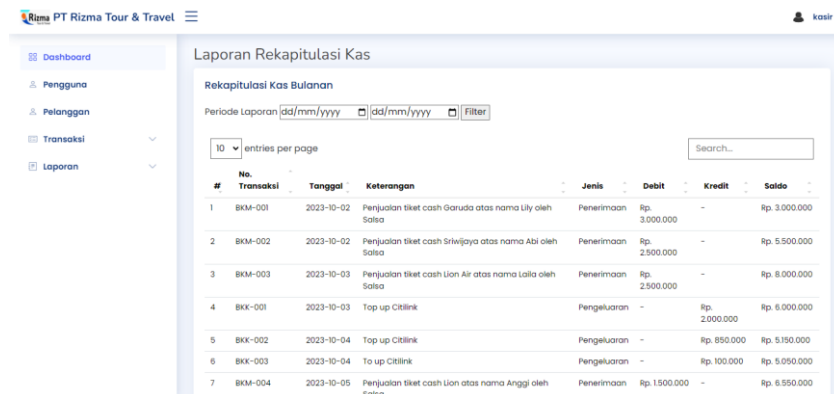 Rizma PT Rizma Tour & Travel
kasir
Dashboard
Pengguna
Pelanggan
Transaksi
Laporan
Laporan Rekapitulasi Kas
Rekapitulasi Kas Bulanan
Periode Laporan dd/mm/yyyy dd/mm/yyyy Filter
10 entries per page Search...
# No. Transaksi Tanggal Keterangan Jenis Debit Kredit Saldo
1 BKM-001 2023-10-02 Penjualan tiket cash Garuda atas nama Lily oleh Salsa Penerimaan Rp. 3.000.000 - Rp. 3.000.000
2 BKM-002 2023-10-02 Penjualan tiket cash Sriwijaya atas nama Abi oleh Salsa Penerimaan Rp. 2.500.000 - Rp. 5.500.000
3 BKM-003 2023-10-03 Penjualan tiket cash Lion Air atas nama Laila oleh Salsa Penerimaan Rp. 2.500.000 - Rp. 8.000.000
4 BKK-001 2023-10-03 Top up Citilink Pengeluaran - Rp. 2.000.000 Rp. 6.000.000
5 BKK-002 2023-10-04 Top up Citilink Pengeluaran - Rp. 850.000 Rp. 5.150.000
6 BKK-003 2023-10-04 To up Citilink Pengeluaran - Rp. 100.000 Rp. 5.050.000
7 BKM-004 2023-10-05 Penjualan tiket cash Lion atas nama Anggi oleh Salsa Penerimaan Rp. 1.500.000 - Rp. 6.550.000